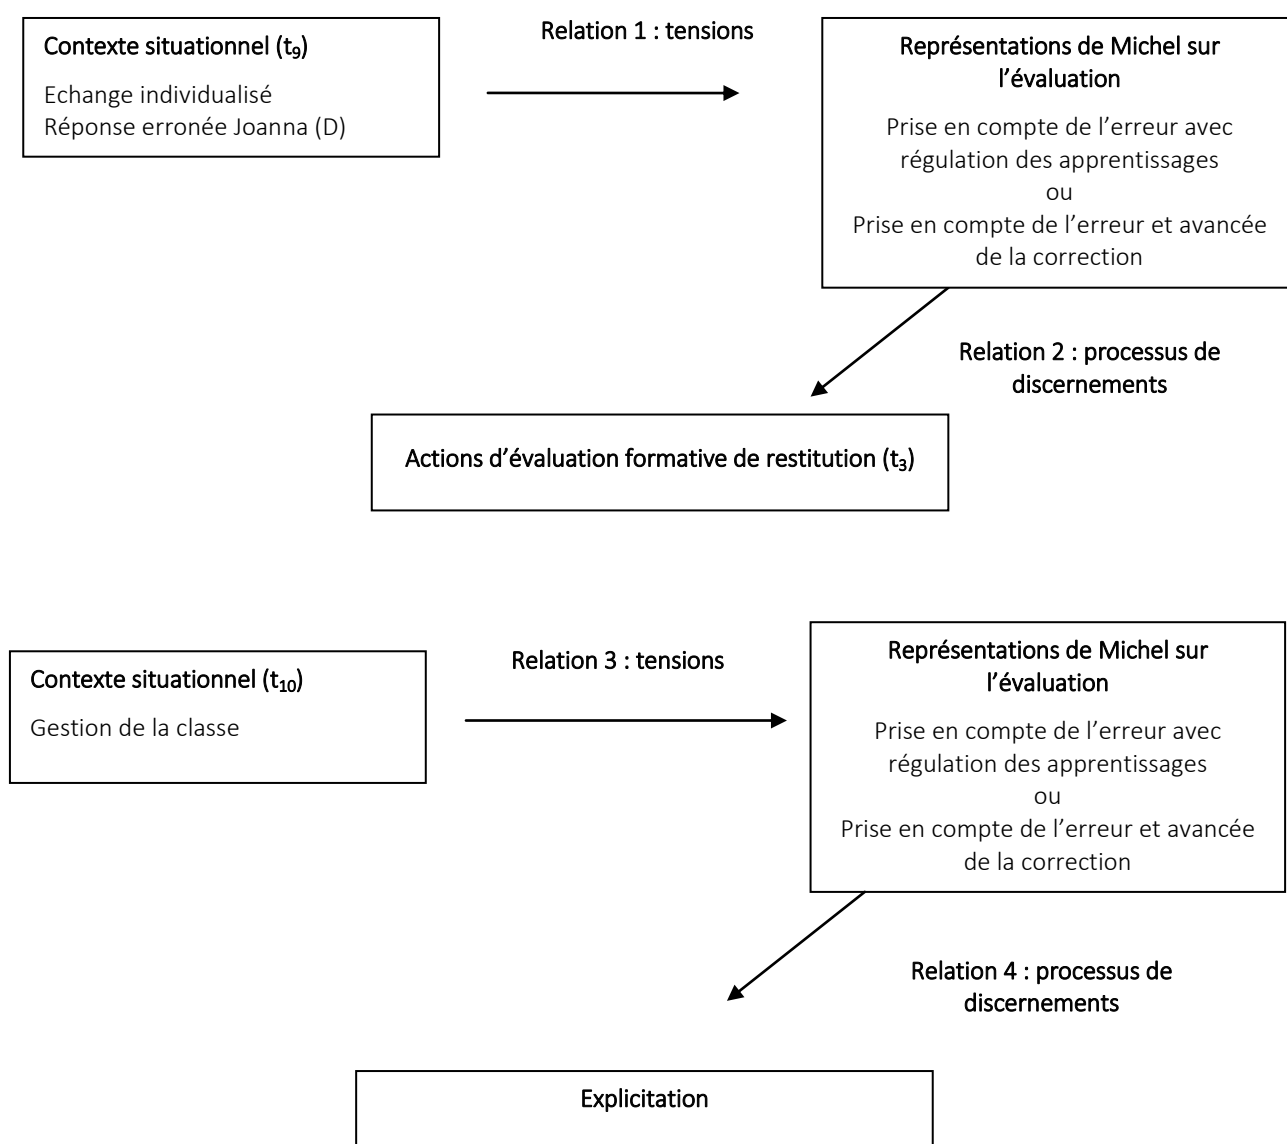 Contexte situationnel (t9)
Echange individualisé
Réponse erronée Joanna (D)
Relation 1 : tensions
Représentations de Michel sur
l’évaluation
Prise en compte de l’erreur avec
régulation des apprentissages
ou
Prise en compte de l’erreur et avancée
de la correction
Relation 2 : processus de
discernements
Actions d’évaluation formative de restitution (t3)
Contexte situationnel (t10)
Gestion de la classe
Relation 3 : tensions
Représentations de Michel sur
l’évaluation
Prise en compte de l’erreur avec
régulation des apprentissages
ou
Prise en compte de l’erreur et avancée
de la correction
Relation 4 : processus de
discernements
Explicitation